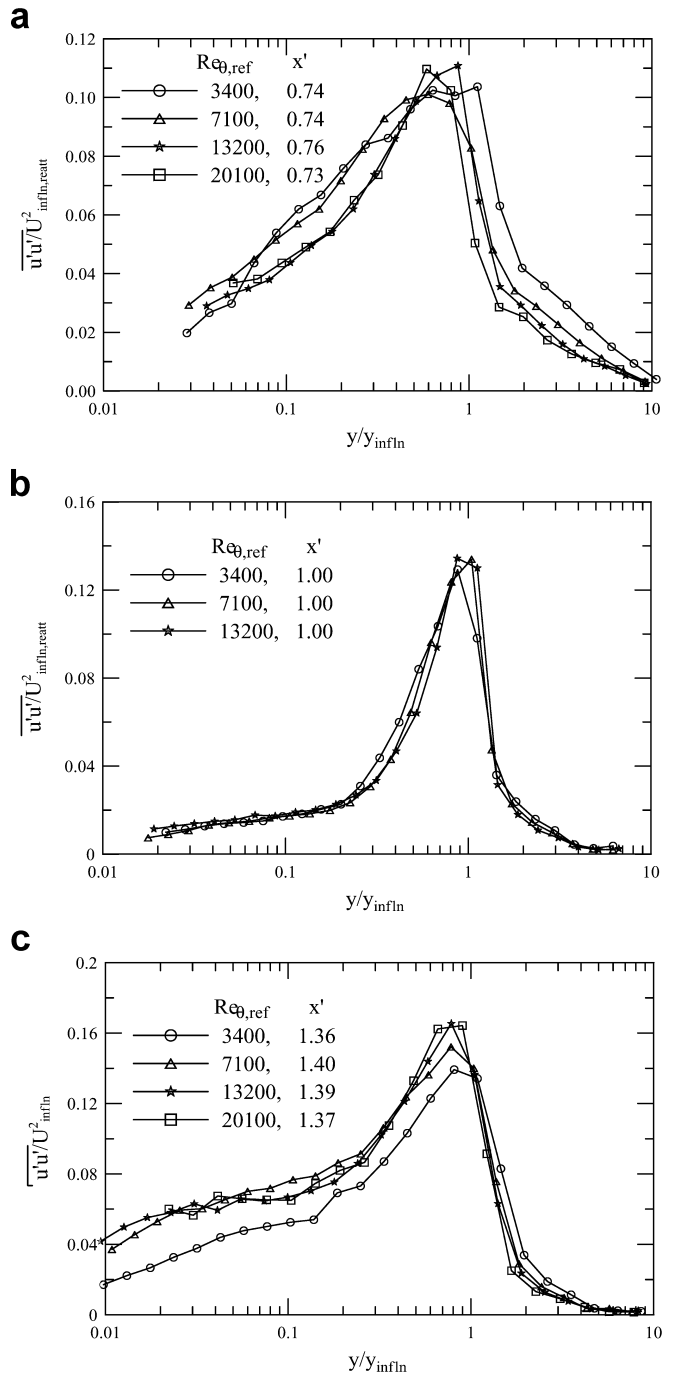 a
0.12
0.10
0.08
0.06
0.04
0.02
0.00
u'u'/U²infln,reatt
Reθ,ref x'
3400, 0.74
7100, 0.74
13200, 0.76
20100, 0.73
0.01 0.1 1 10
y/yinfln
b
0.16
0.12
0.08
0.04
0
u'u'/U²infln,reatt
Reθ,ref x'
3400, 1.00
7100, 1.00
13200, 1.00
0.01 0.1 1 10
y/yinfln
c
0.2
0.16
0.12
0.08
0.04
0
u'u'/U²infln
Reθ,ref x'
3400, 1.36
7100, 1.40
13200, 1.39
20100, 1.37
0.01 0.1 1 10
y/yinfln